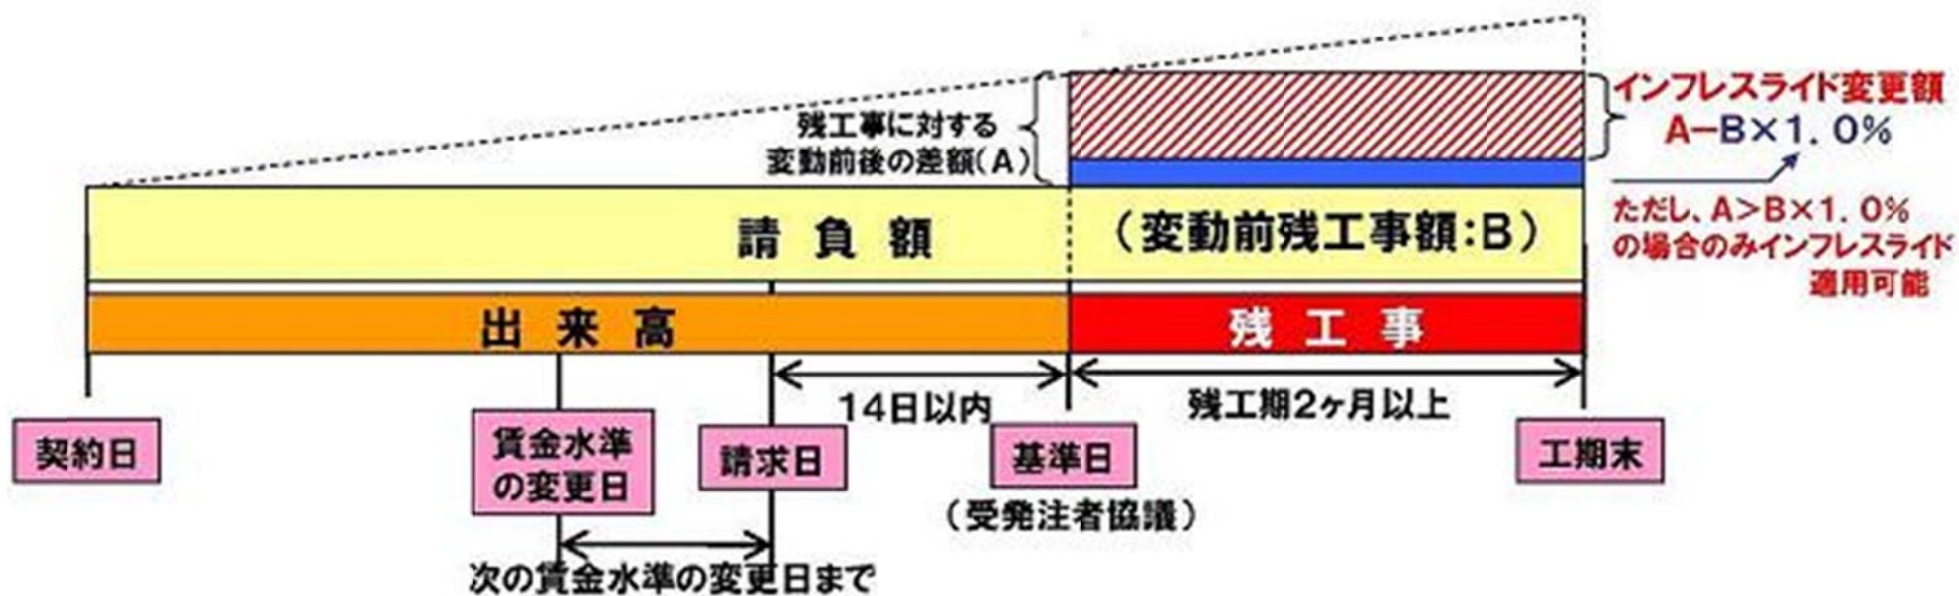 インフレスライド変更額
A－B×1.0%
残工事に対する
変動前後の差額(A)
ただし、A>B×1.0%
の場合のみインフレスライド
適用可能
請負額
(変動前残工事額:B)
出来高
残工事
14日以内
残工期2ヶ月以上
契約日
賃金水準
の変更日
請求日
基準日
工期末
(受発注者協議)
次の賃金水準の変更日まで